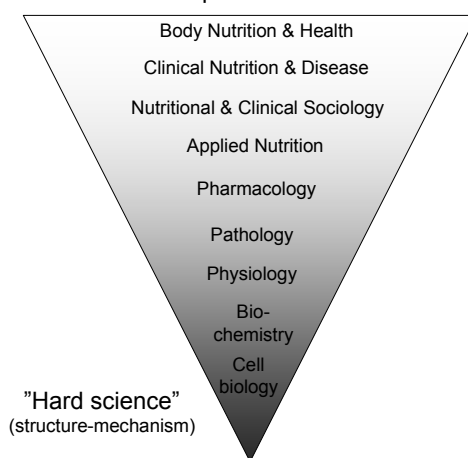 Body Nutrition & Health
Clinical Nutrition & Disease
Nutritional & Clinical Sociology
Applied Nutrition
Pharmacology
Pathology
Physiology
Bio-
chemistry
Cell
biology
”Hard science”
(structure-mechanism)